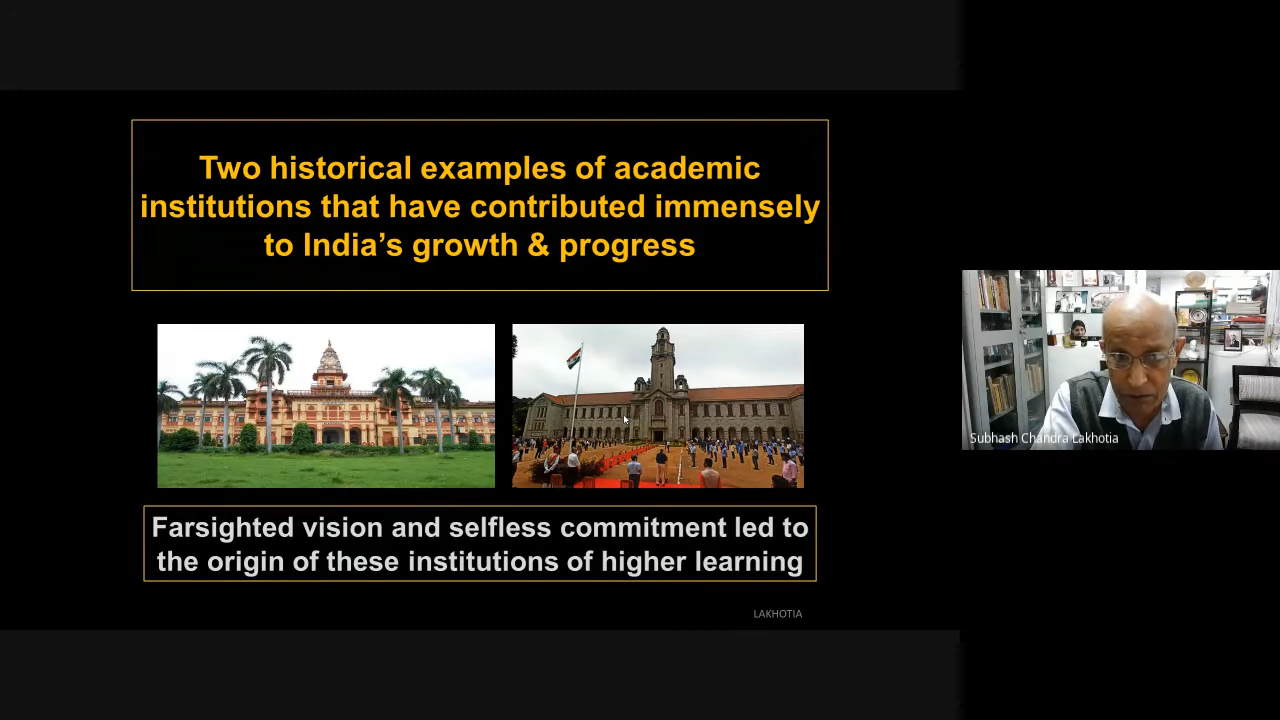 Two historical examples of academic
institutions that have contributed immensely
to India’s growth & progress
Subhash Chandra Lakhotia
Farsighted vision and selfless commitment led to
the origin of these institutions of higher learning
LAKHOTIA